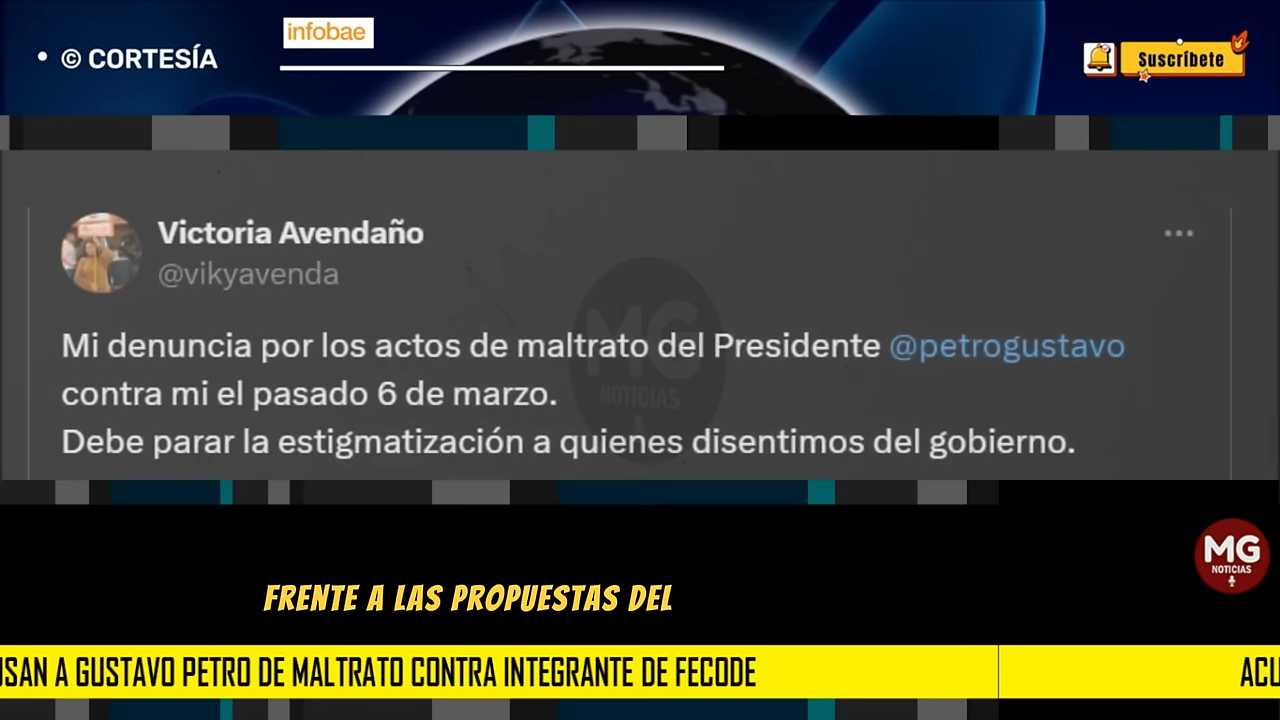 infobae
• © CORTESÍA
Suscríbete
Victoria Avendaño
@vikyavenda
Mi denuncia por los actos de maltrato del Presidente @petrogustavo
contra mi el pasado 6 de marzo.
Debe parar la estigmatización a quienes disentimos del gobierno.
MG
NOTICIAS
MG
NOTICIAS
FRENTE A LAS PROPUESTAS DEL
USAN A GUSTAVO PETRO DE MALTRATO CONTRA INTEGRANTE DE FECODE
ACU